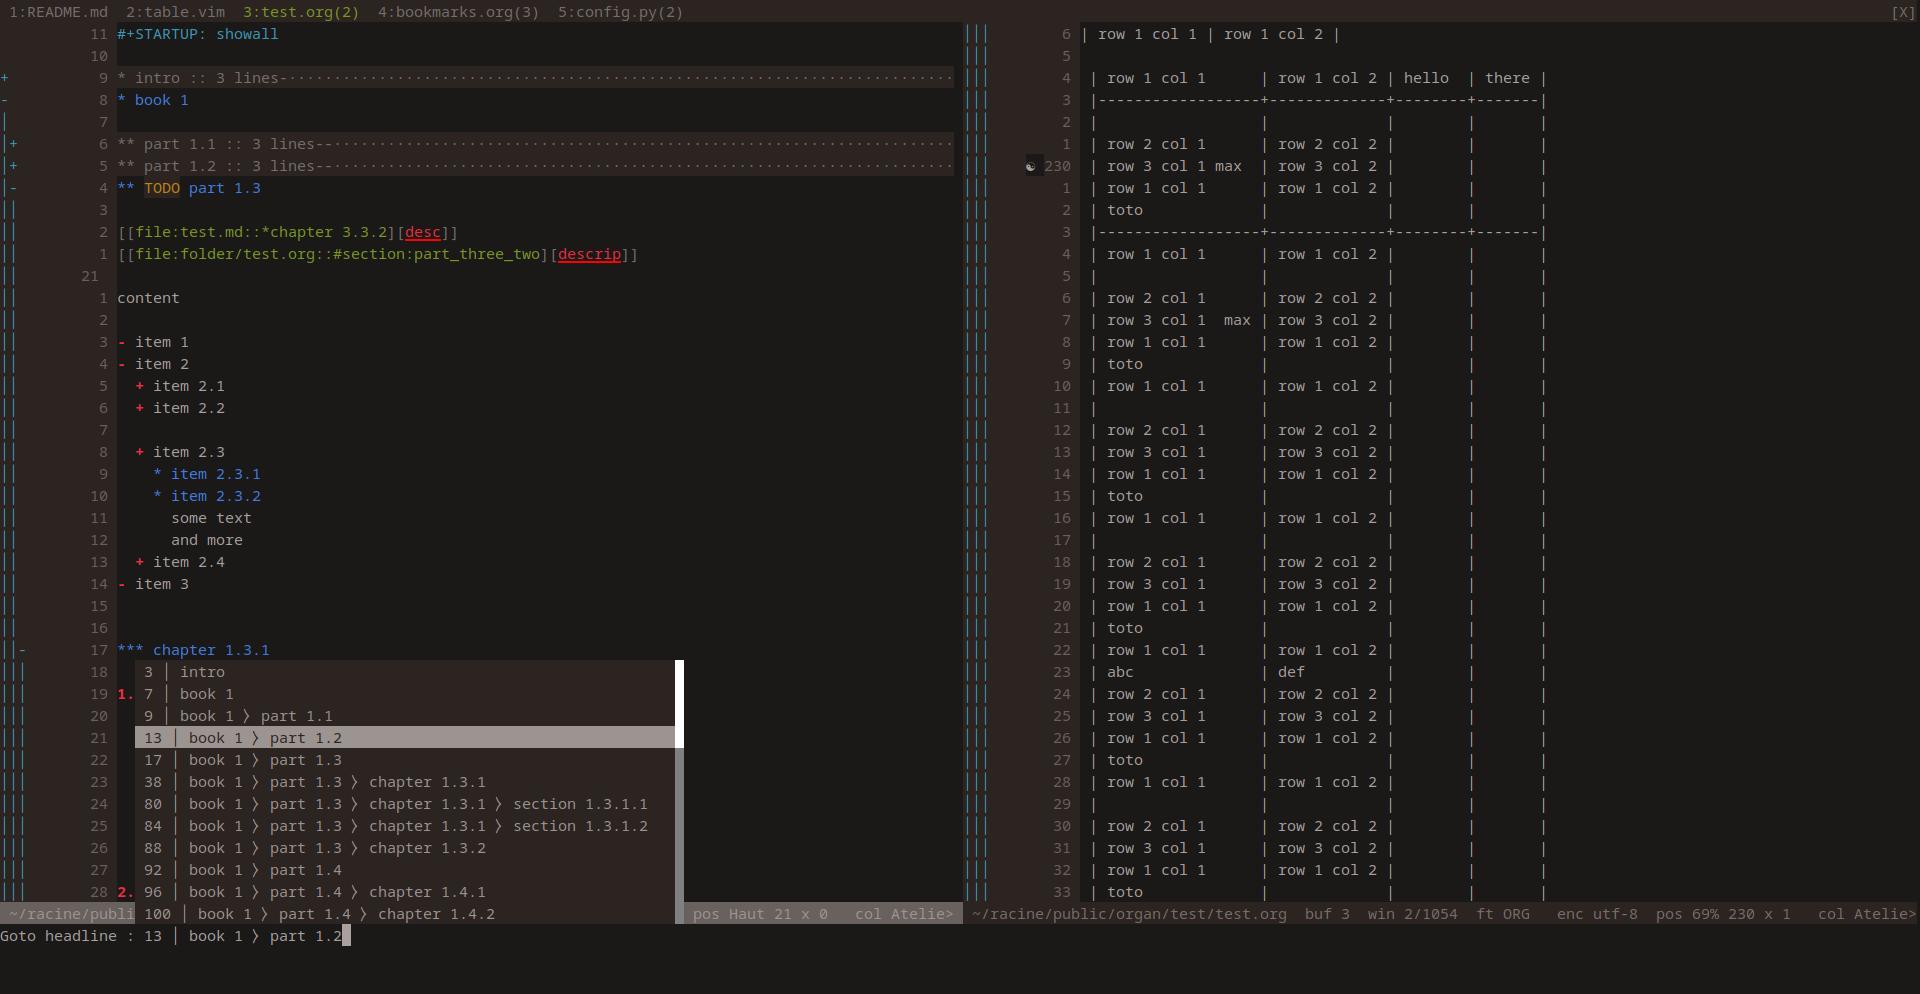 1:README.md  2:table.vim  3:test.org(2)  4:bookmarks.org(3)  5:config.py(2)  [X]
11 #+STARTUP: showall
10
+ 9 * intro :: 3 lines-
- 8 * book 1
7
+ 6 ** part 1.1 :: 3 lines--
+ 5 ** part 1.2 :: 3 lines--
- 4 ** TODO part 1.3
3
2 [[file:test.md::*chapter 3.3.2][desc]]
1 [[file:folder/test.org::#section:part_three_two][descrip]]
21
1 content
2
3 - item 1
4 - item 2
5   + item 2.1
6   + item 2.2
7
8   + item 2.3
9     * item 2.3.1
10     * item 2.3.2
11       some text
12       and more
13   + item 2.4
14 - item 3
15
16
- 17 *** chapter 1.3.1
18   3 │ intro
19 1. 7 │ book 1
20   9 │ book 1 〉 part 1.1
21   13 │ book 1 〉 part 1.2
22   17 │ book 1 〉 part 1.3
23   38 │ book 1 〉 part 1.3 〉 chapter 1.3.1
24   80 │ book 1 〉 part 1.3 〉 chapter 1.3.1 〉 section 1.3.1.1
25   84 │ book 1 〉 part 1.3 〉 chapter 1.3.1 〉 section 1.3.1.2
26   88 │ book 1 〉 part 1.3 〉 chapter 1.3.2
27   92 │ book 1 〉 part 1.4
28 2. 96 │ book 1 〉 part 1.4 〉 chapter 1.4.1
~/racine/publi 100 │ book 1 〉 part 1.4 〉 chapter 1.4.2  pos Haut 21 x 0   col Atelie>
6 | row 1 col 1 | row 1 col 2 |
5
4 | row 1 col 1      | row 1 col 2 | hello  | there |
3 |------------------+-------------+--------+-------|
2 |                  |             |        |       |
1 | row 2 col 1      | row 2 col 2 |        |       |
☯ 230 | row 3 col 1 max  | row 3 col 2 |        |       |
1 | row 1 col 1      | row 1 col 2 |        |       |
2 | toto             |             |        |       |
3 |------------------+-------------+--------+-------|
4 | row 1 col 1      | row 1 col 2 |        |       |
5 |                  |             |        |       |
6 | row 2 col 1      | row 2 col 2 |        |       |
7 | row 3 col 1  max | row 3 col 2 |        |       |
8 | row 1 col 1      | row 1 col 2 |        |       |
9 | toto             |             |        |       |
10 | row 1 col 1      | row 1 col 2 |        |       |
11 |                  |             |        |       |
12 | row 2 col 1      | row 2 col 2 |        |       |
13 | row 3 col 1      | row 3 col 2 |        |       |
14 | row 1 col 1      | row 1 col 2 |        |       |
15 | toto             |             |        |       |
16 | row 1 col 1      | row 1 col 2 |        |       |
17 |                  |             |        |       |
18 | row 2 col 1      | row 2 col 2 |        |       |
19 | row 3 col 1      | row 3 col 2 |        |       |
20 | row 1 col 1      | row 1 col 2 |        |       |
21 | toto             |             |        |       |
22 | row 1 col 1      | row 1 col 2 |        |       |
23 | abc              | def         |        |       |
24 | row 2 col 1      | row 2 col 2 |        |       |
25 | row 3 col 1      | row 3 col 2 |        |       |
26 | row 1 col 1      | row 1 col 2 |        |       |
27 | toto             |             |        |       |
28 | row 1 col 1      | row 1 col 2 |        |       |
29 |                  |             |        |       |
30 | row 2 col 1      | row 2 col 2 |        |       |
31 | row 3 col 1      | row 3 col 2 |        |       |
32 | row 1 col 1      | row 1 col 2 |        |       |
33 | toto             |             |        |       |
~/racine/public/organ/test/test.org  buf 3  win 2/1054  ft ORG   enc utf-8  pos 69% 230 x 1   col Atelie>
Goto headline : 13 │ book 1 〉 part 1.2